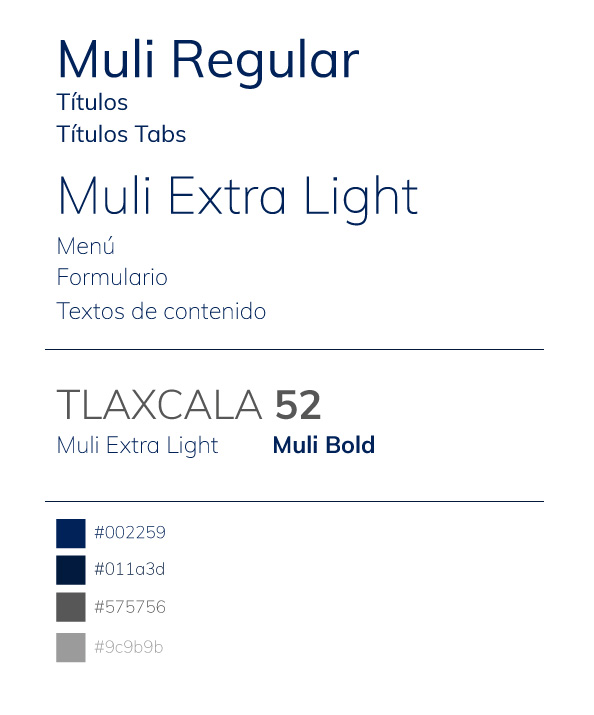 Muli Regular
Títulos
Títulos Tabs
Muli Extra Light
Menú
Formulario
Textos de contenido
TLAXCALA 52
Muli Extra Light Muli Bold
#002259
#011a3d
#575756
#9c9b9b